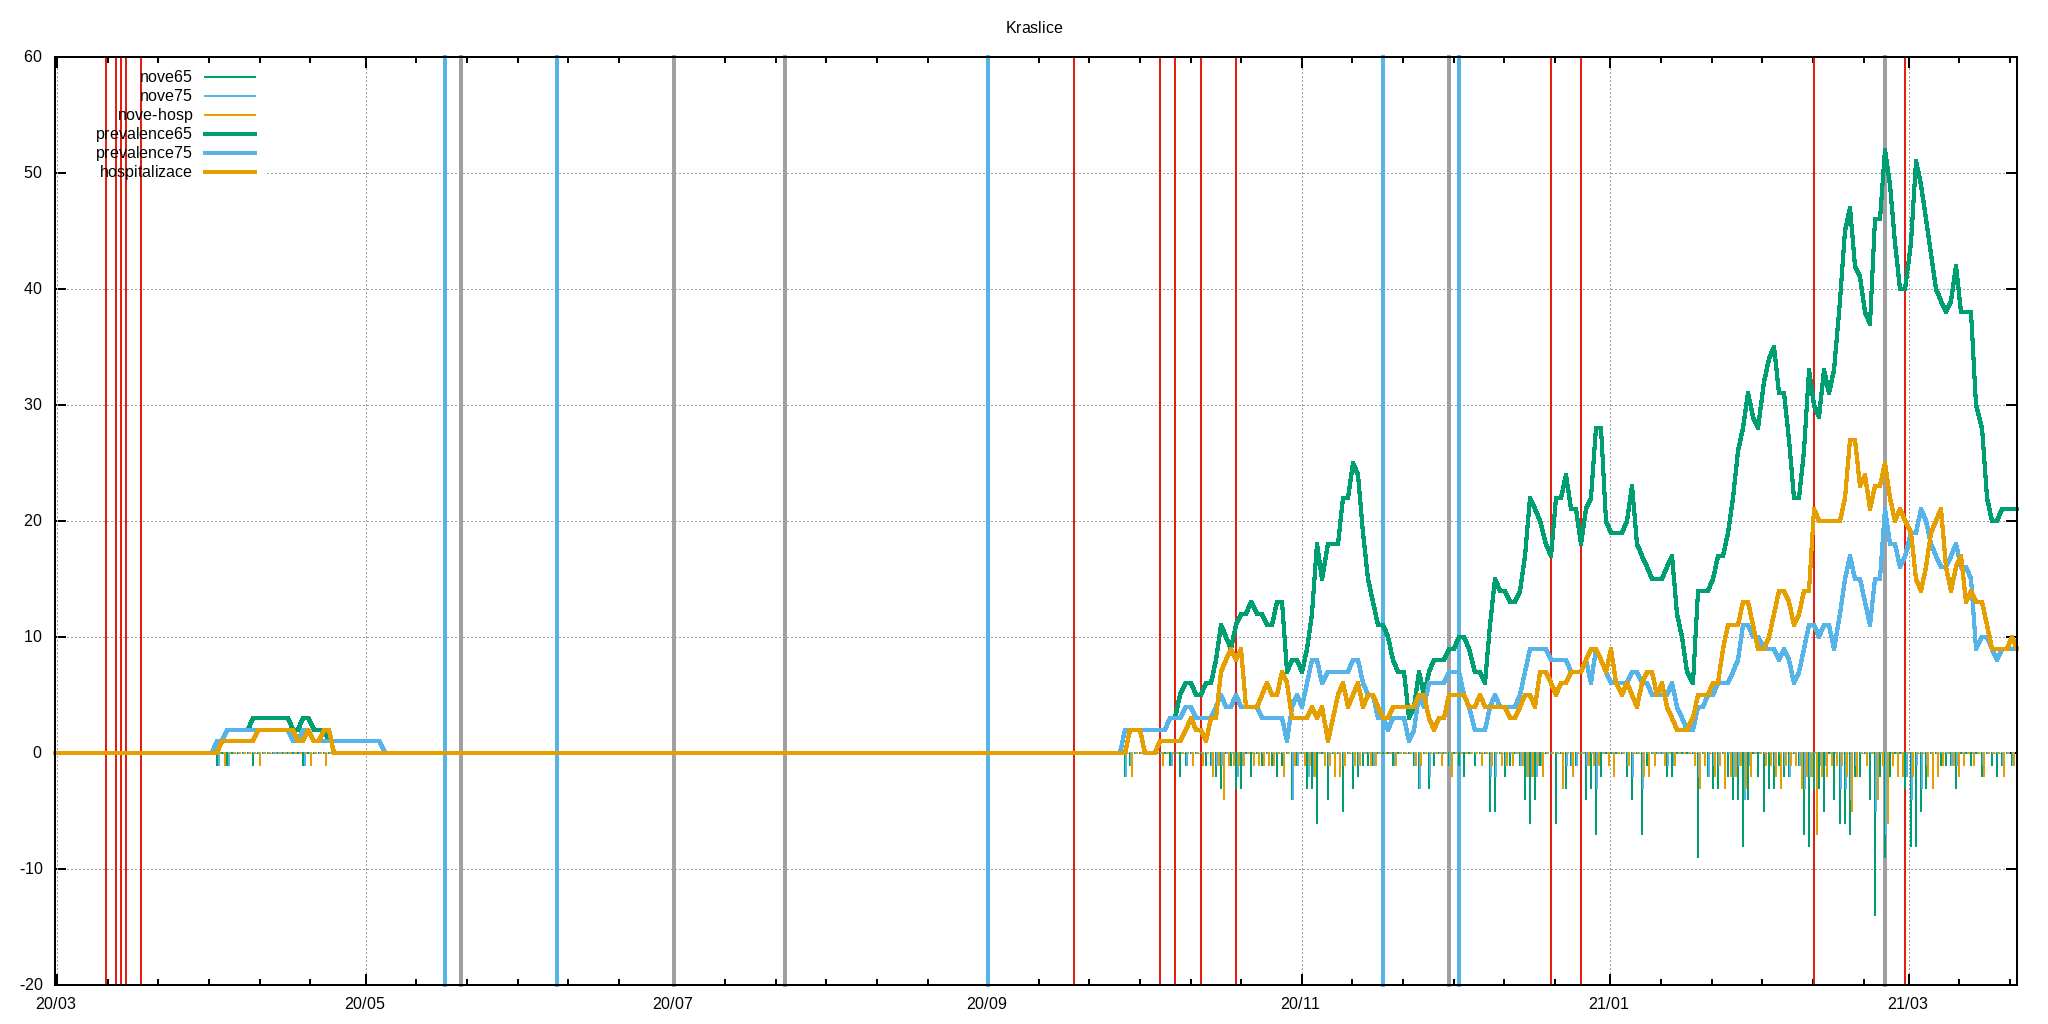 Kraslice
60
nove65
nove75
nove-hosp
prevalence65
prevalence75
hospitalizace
50
40
30
20
10
0
-10
-20
20/03 20/05 20/07 20/09 20/11 21/01 21/03